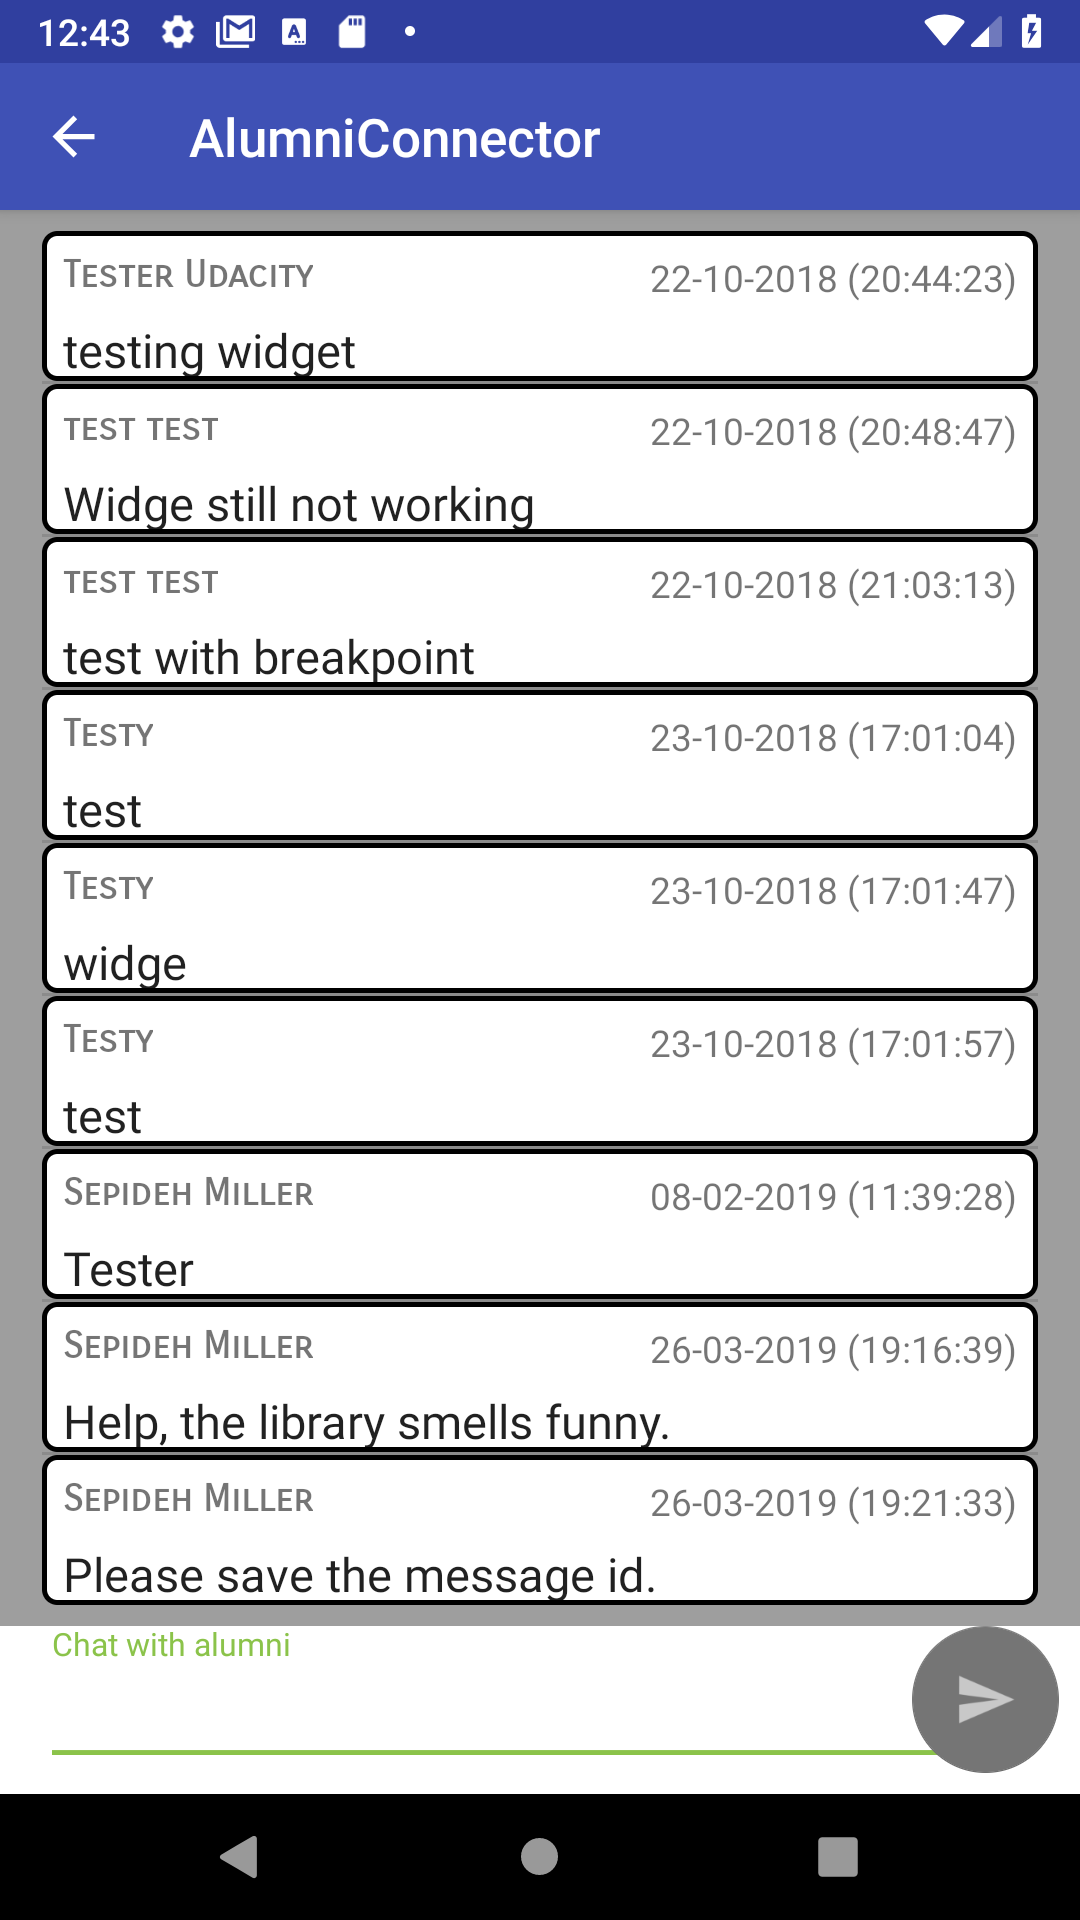 12:43
AlumniConnector
Tester Udacity 22-10-2018 (20:44:23)
testing widget
test test 22-10-2018 (20:48:47)
Widge still not working
test test 22-10-2018 (21:03:13)
test with breakpoint
Testy 23-10-2018 (17:01:04)
test
Testy 23-10-2018 (17:01:47)
widge
Testy 23-10-2018 (17:01:57)
test
Sepideh Miller 08-02-2019 (11:39:28)
Tester
Sepideh Miller 26-03-2019 (19:16:39)
Help, the library smells funny.
Sepideh Miller 26-03-2019 (19:21:33)
Please save the message id.
Chat with alumni